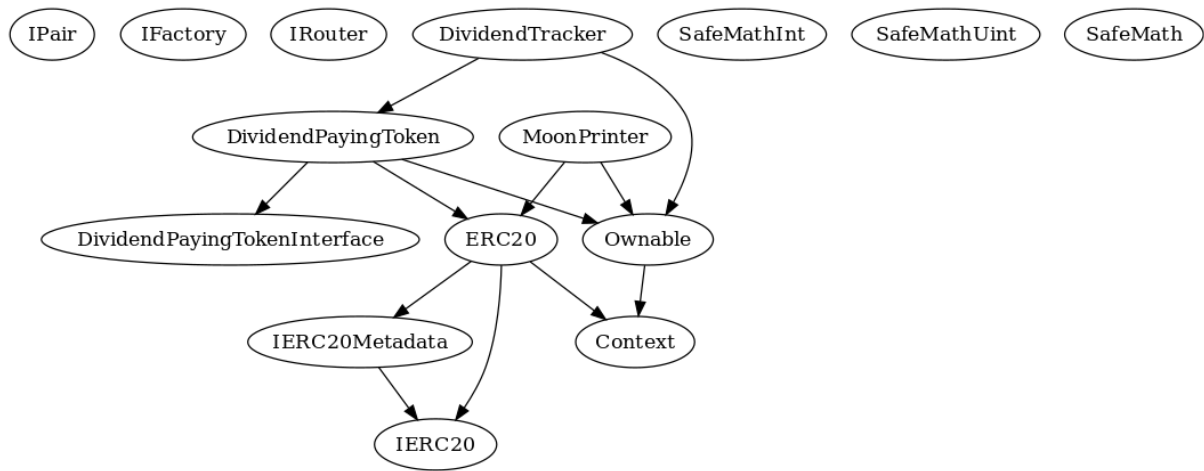 IPair
IFactory
IRouter
DividendTracker
SafeMathInt
SafeMathUint
SafeMath
DividendPayingToken
MoonPrinter
DividendPayingTokenInterface
ERC20
Ownable
IERC20Metadata
Context
IERC20